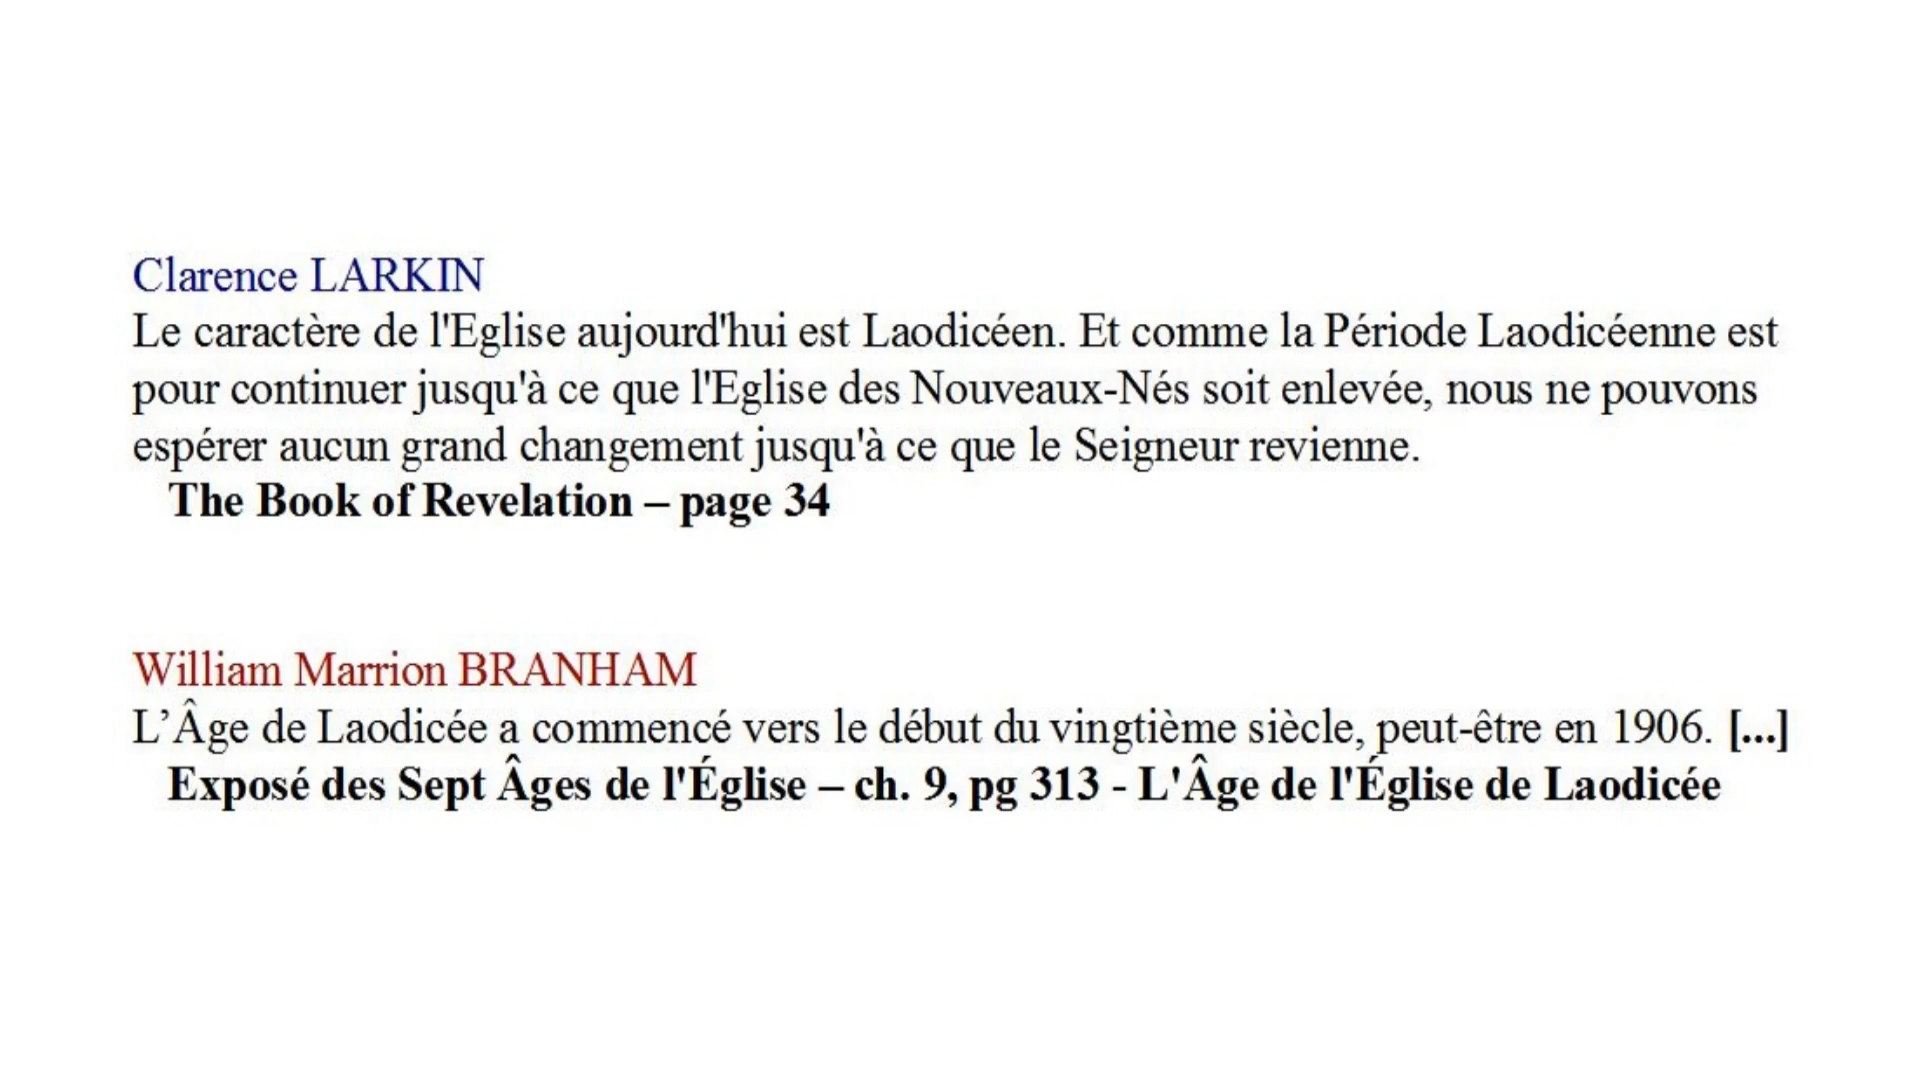 Clarence LARKIN
Le caractère de l'Eglise aujourd'hui est Laodicéen. Et comme la Période Laodicéenne est
pour continuer jusqu'à ce que l'Eglise des Nouveaux-Nés soit enlevée, nous ne pouvons
espérer aucun grand changement jusqu'à ce que le Seigneur revienne.
The Book of Revelation – page 34
William Marrion BRANHAM
L’Âge de Laodicée a commencé vers le début du vingtième siècle, peut-être en 1906. [...]
Exposé des Sept Âges de l'Église – ch. 9, pg 313 - L'Âge de l'Église de Laodicée